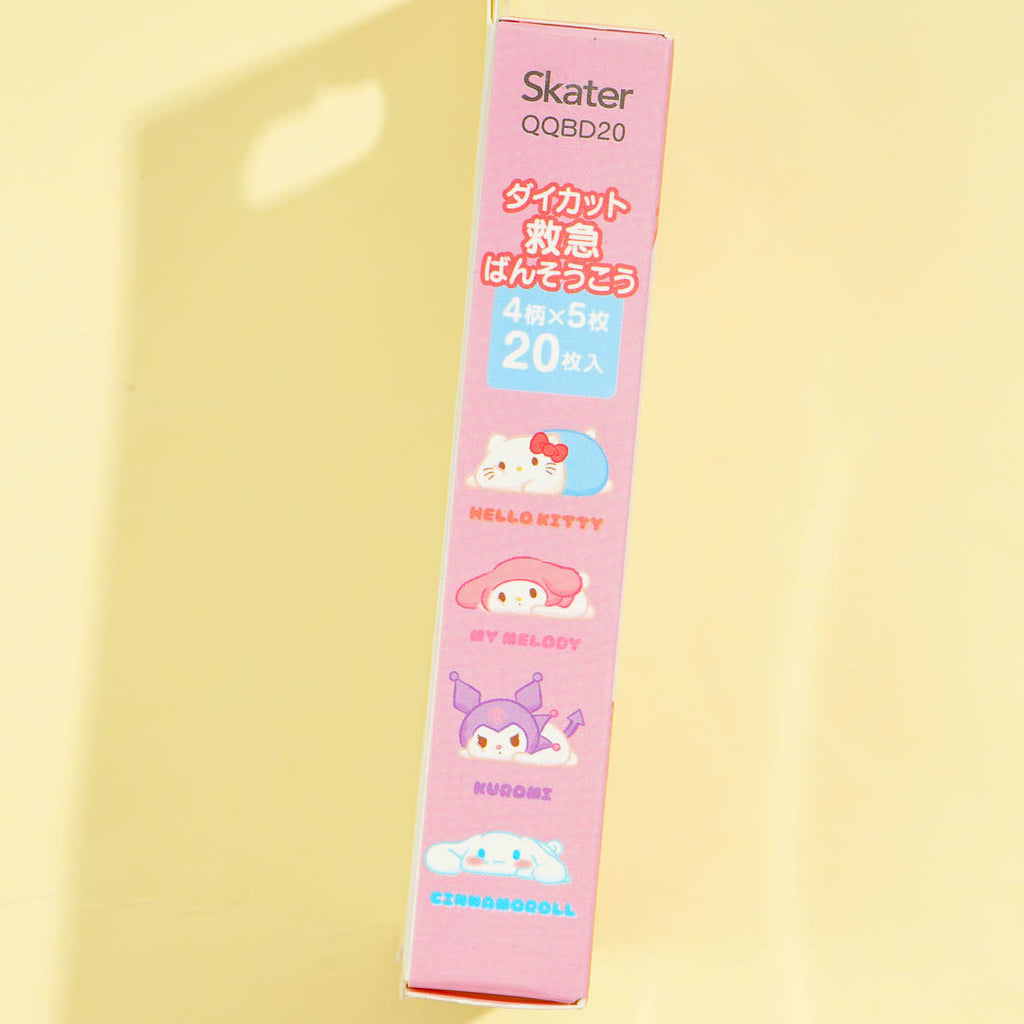 Skater
QQBD20
ダイカット
救急
ばんそうこう
4柄×5枚
20枚入
HELLO KITTY
MY MELODY
KUROMI
CINNAMOROLL